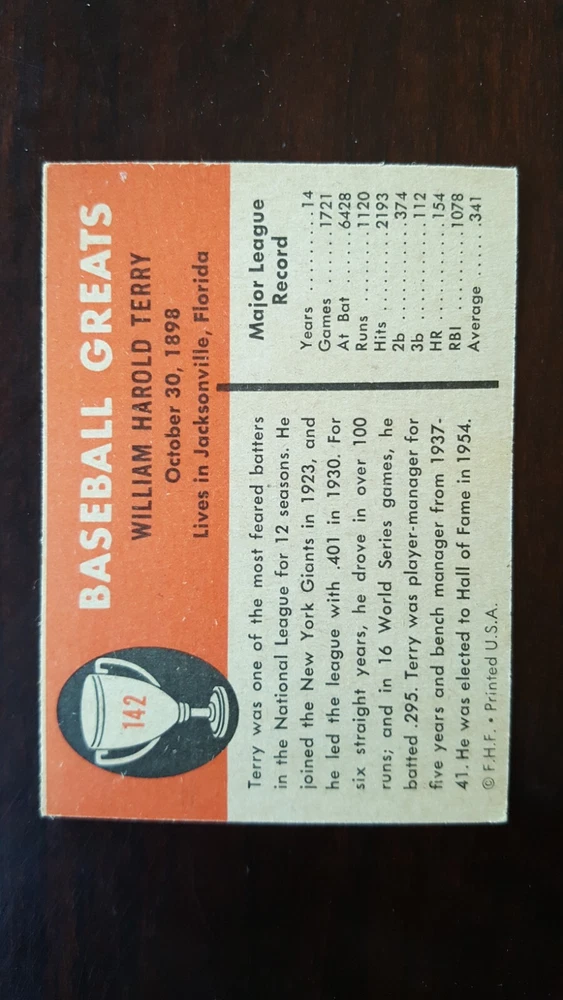 142
BASEBALL GREATS
WILLIAM HAROLD TERRY
October 30, 1898
Lives in Jacksonville, Florida
Terry was one of the most feared batters
in the National League for 12 seasons. He
joined the New York Giants in 1923, and
he led the league with .401 in 1930. For
six straight years, he drove in over 100
runs; and in 16 World Series games, he
batted .295. Terry was player-manager for
five years and bench manager from 1937-
41. He was elected to Hall of Fame in 1954.
© F.H.F. • Printed U.S.A.
Major League
Record
Years .........14
Games ......1721
At Bat ......6428
Runs .........1120
Hits ..........2193
2b ............374
3b ............112
HR ............154
RBI ..........1078
Average ......341